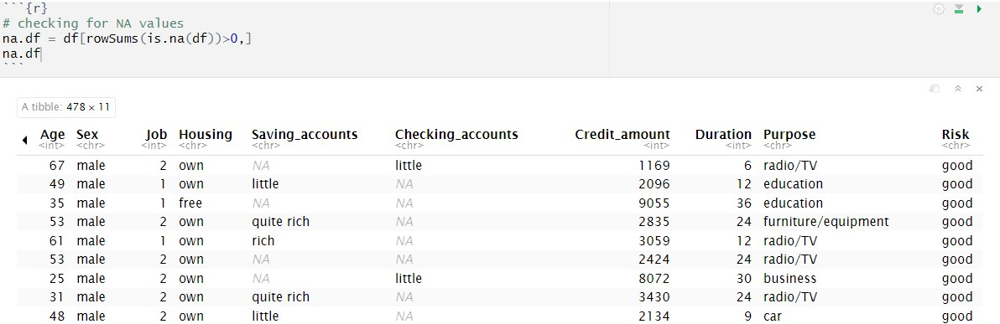 ```{r}
# checking for NA values
na.df = df[rowSums(is.na(df))>0,]
na.df
```
A tibble: 478 × 11
Age Sex Job Housing Saving_accounts Checking_accounts Credit_amount Duration Purpose Risk
<int> <chr> <int> <chr> <chr> <chr> <int> <int> <chr> <chr>
67 male 2 own NA little 1169 6 radio/TV good
49 male 1 own little NA 2096 12 education good
35 male 1 free NA NA 9055 36 education good
53 male 2 own quite rich NA 2835 24 furniture/equipment good
61 male 1 own rich NA 3059 12 radio/TV good
53 male 2 own NA NA 2424 24 radio/TV good
25 male 2 own NA little 8072 30 business good
31 male 2 own quite rich NA 3430 24 radio/TV good
48 male 2 own little NA 2134 9 car good